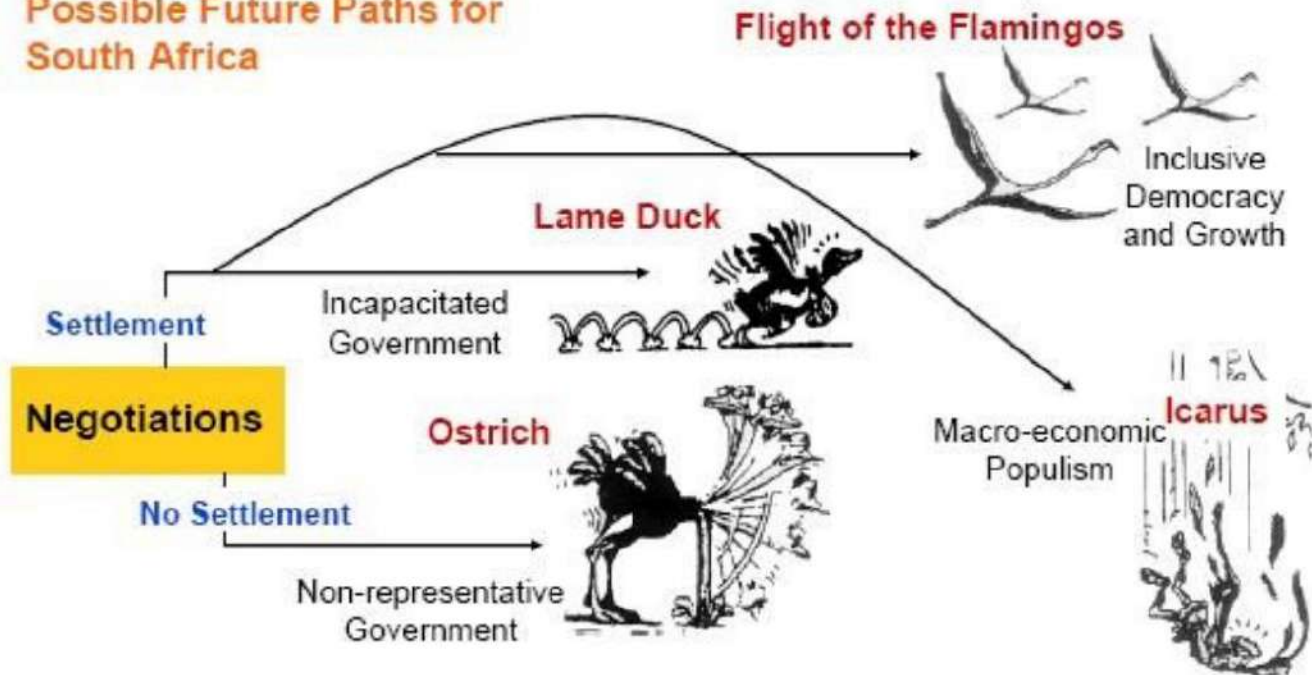 Possible Future Paths for
South Africa
Flight of the Flamingos
Inclusive
Democracy
and Growth
Lame Duck
Incapacitated
Government
Settlement
Negotiations
Ostrich
Macro-economic
Populism
Icarus
No Settlement
Non-representative
Government